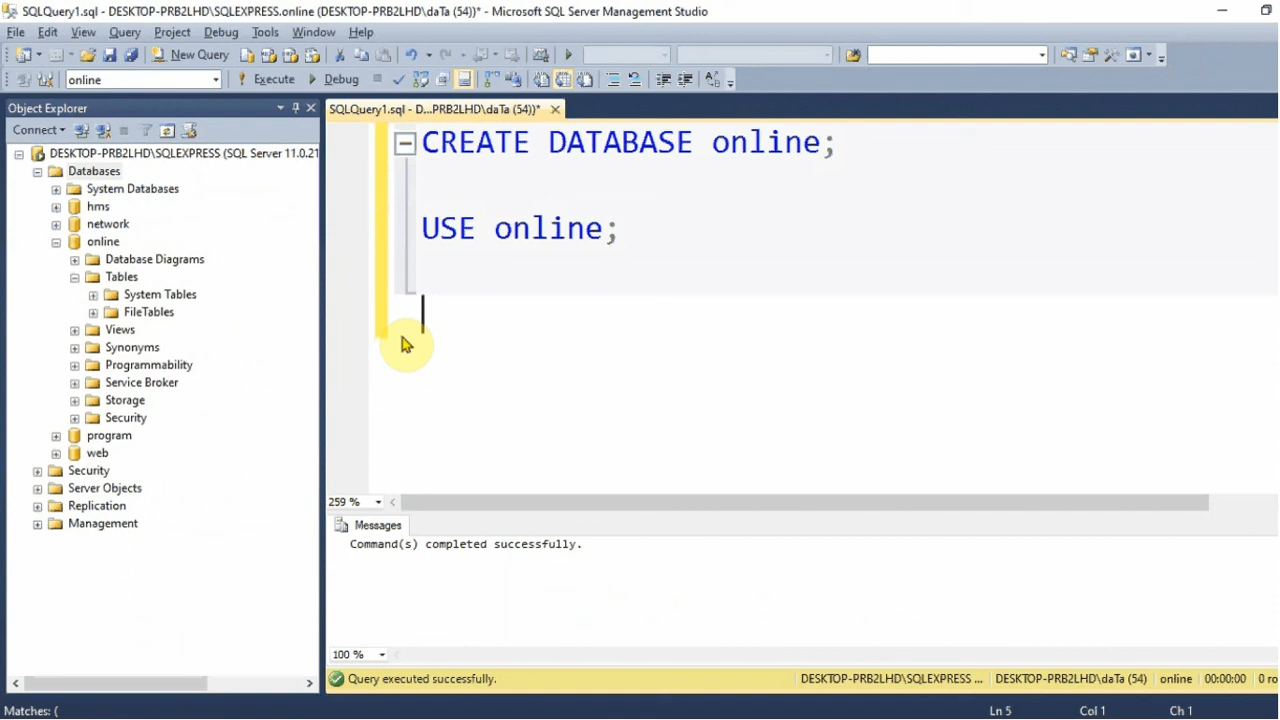 SQLQuery1.sql - DESKTOP-PRB2LHD\SQLEXPRESS.online (DESKTOP-PRB2LHD\daTa (54))* - Microsoft SQL Server Management Studio
File Edit View Query Project Debug Tools Window Help
New Query
online Execute Debug
Object Explorer
SQLQuery1.sql - D...PRB2LHD\daTa (54))*
Connect
DESKTOP-PRB2LHD\SQLEXPRESS (SQL Server 11.0.21
Databases
System Databases
hms
network
online
Database Diagrams
Tables
System Tables
FileTables
Views
Synonyms
Programmability
Service Broker
Storage
Security
program
web
Security
Server Objects
Replication
Management
CREATE DATABASE online;
USE online;
259 %
Messages
Command(s) completed successfully.
100 %
Query executed successfully. DESKTOP-PRB2LHD\SQLEXPRESS ... DESKTOP-PRB2LHD\daTa (54) online 00:00:00 0 ro
Matches: ( Ln 5 Col 1 Ch 1